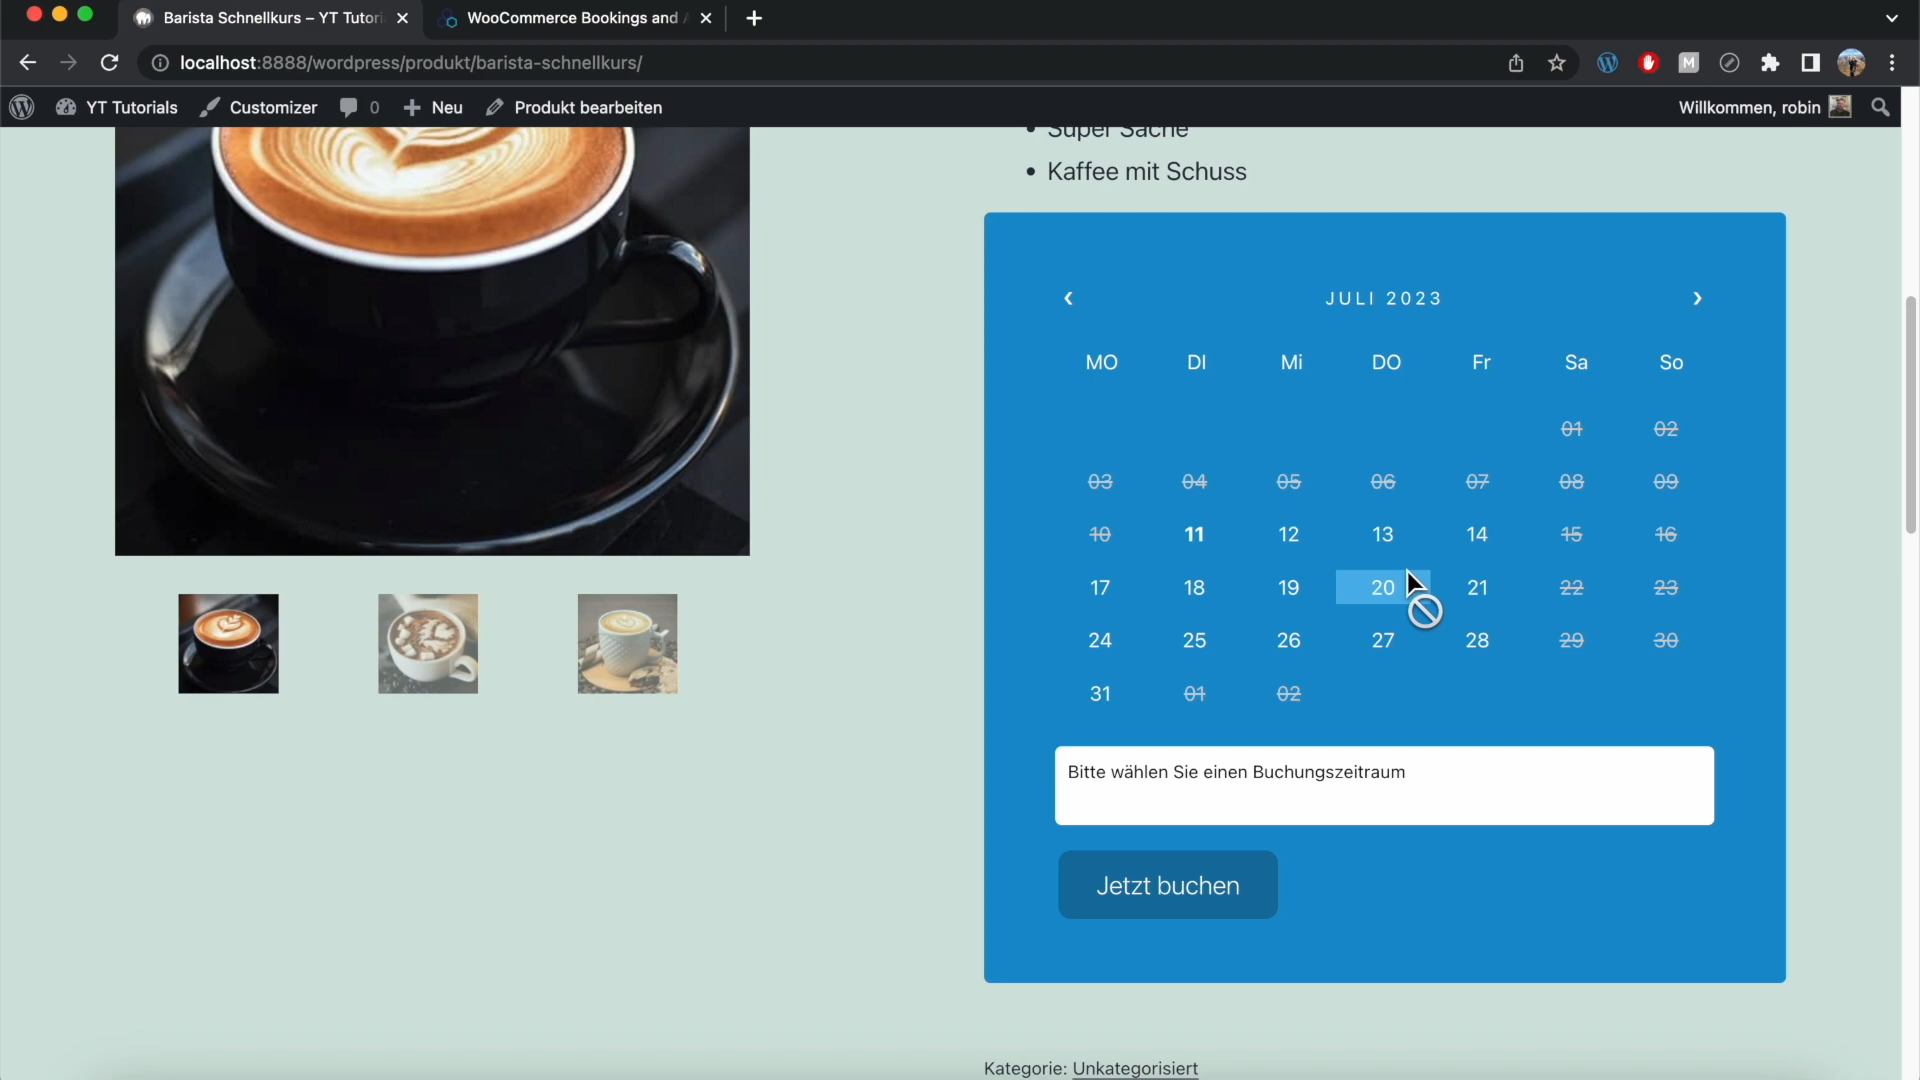 Barista Schnellkurs – YT Tutori
WooCommerce Bookings and
localhost:8888/wordpress/produkt/barista-schnellkurs/
YT Tutorials Customizer 0 Neu Produkt bearbeiten Willkommen, robin
Super Sache
Kaffee mit Schuss
JULI 2023
MO DI Mi DO Fr Sa So
01 02
03 04 05 06 07 08 09
10 11 12 13 14 15 16
17 18 19 20 21 22 23
24 25 26 27 28 29 30
31 01 02
Bitte wählen Sie einen Buchungszeitraum
Jetzt buchen
Kategorie: Unkategorisiert